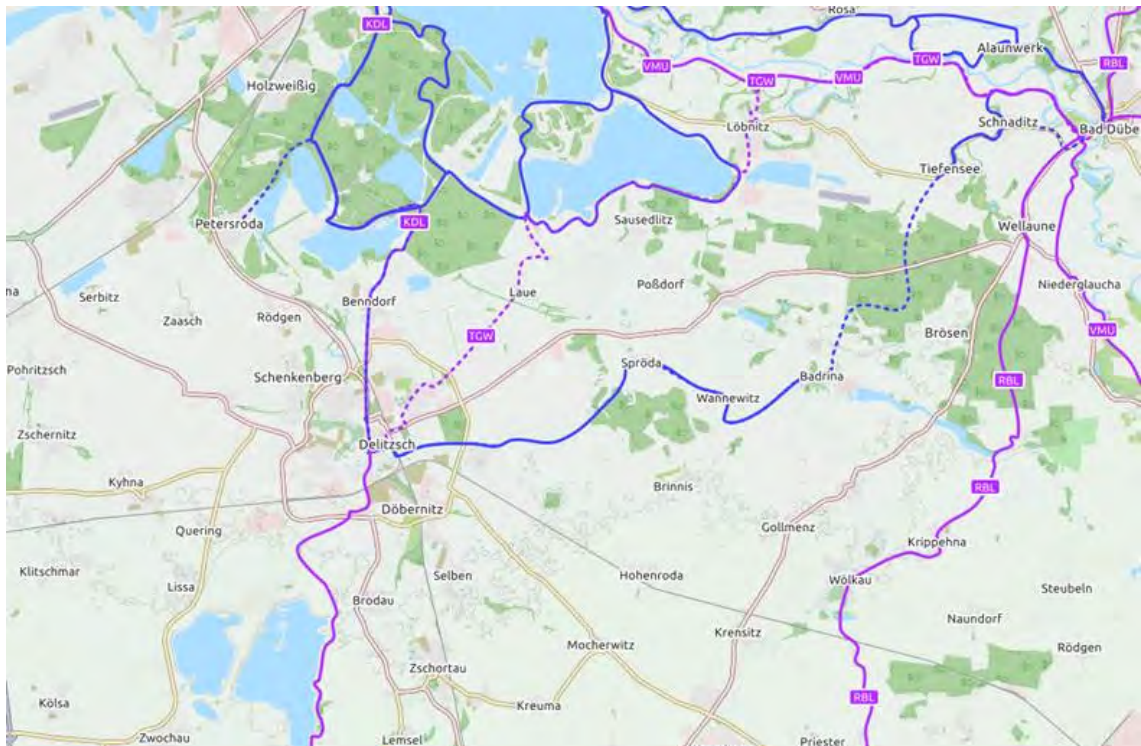 Rosa
KDL
Alaunwerk
VMU
TGW
VMU
TGW
RBL
Holzweißig
Löbnitz
Schnaditz
Bad Dübe
Tiefensee
Petersroda
KDL
Sausedlitz
Wellaune
na
Serbitz
Benndorf
Laue
Poßdorf
Niederglaucha
Zaasch
Rödgen
TGW
Brösen
VMU
Pohritzsch
Schenkenberg
Spröda
Badrina
RBL
Wannewitz
Zschernitz
Delitzsch
Kyhna
Brinnis
RBL
Döbernitz
Quering
Gollmenz
Krippehna
Klitschmar
Lissa
Selben
Hohenroda
Wölkau
Steubeln
Brodau
Naundorf
Krensitz
Mocherwitz
Rödgen
Zschortau
Kölsa
Kreuma
RBL
Zwochau
Lemsel
Priester